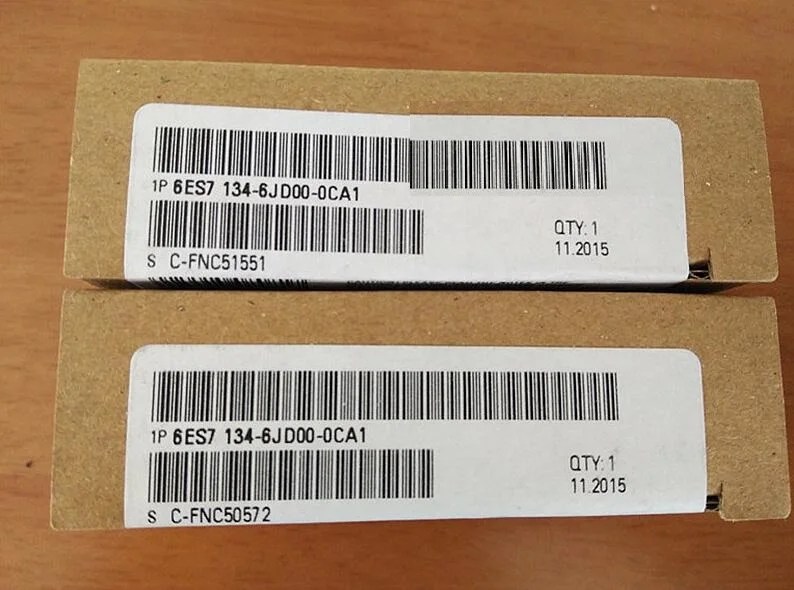 1P 6ES7 134-6JD00-0CA1
QTY: 1
11.2015
S C-FNC51551
1P 6ES7 134-6JD00-0CA1
QTY: 1
11.2015
S C-FNC50572